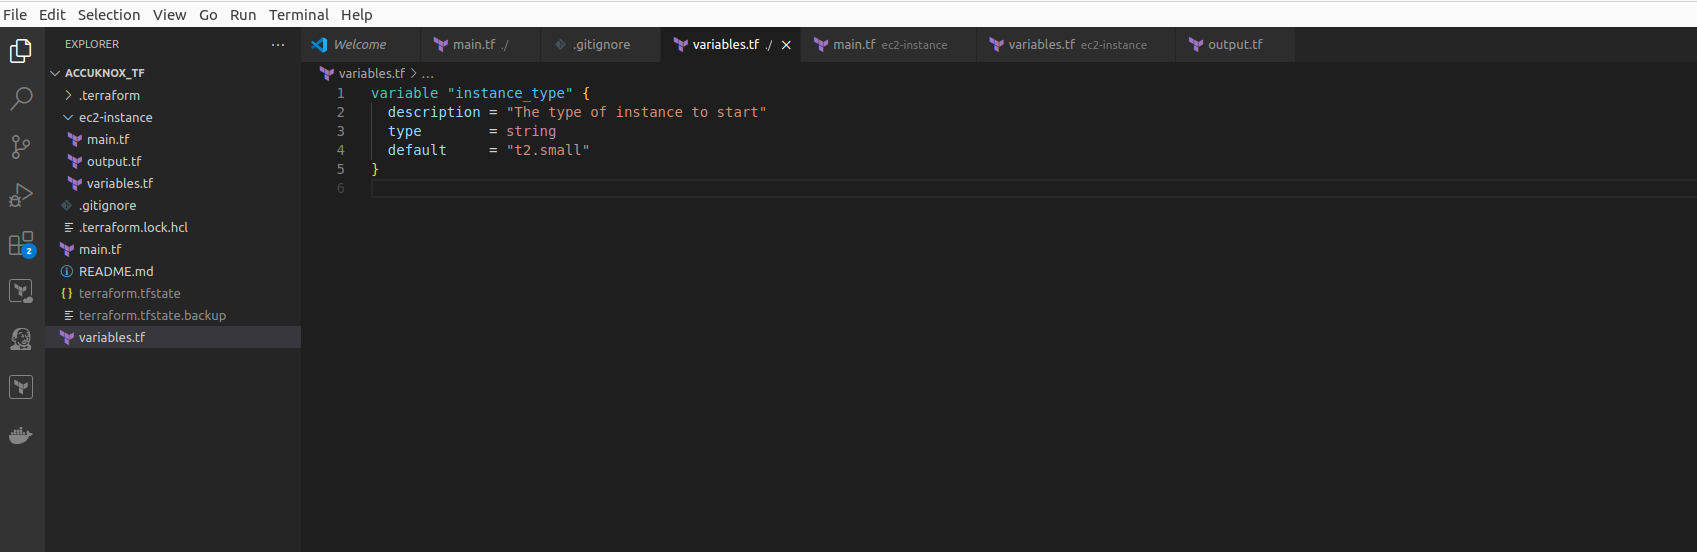 File Edit Selection View Go Run Terminal Help
EXPLORER ...
Welcome
main.tf ./
.gitignore
variables.tf ./
main.tf ec2-instance
variables.tf ec2-instance
output.tf
ACCUKNOX_TF
.terraform
ec2-instance
main.tf
output.tf
variables.tf
.gitignore
.terraform.lock.hcl
main.tf
README.md
terraform.tfstate
terraform.tfstate.backup
variables.tf
2
variables.tf > ...
1 variable "instance_type" {
2   description = "The type of instance to start"
3   type        = string
4   default     = "t2.small"
5 }
6